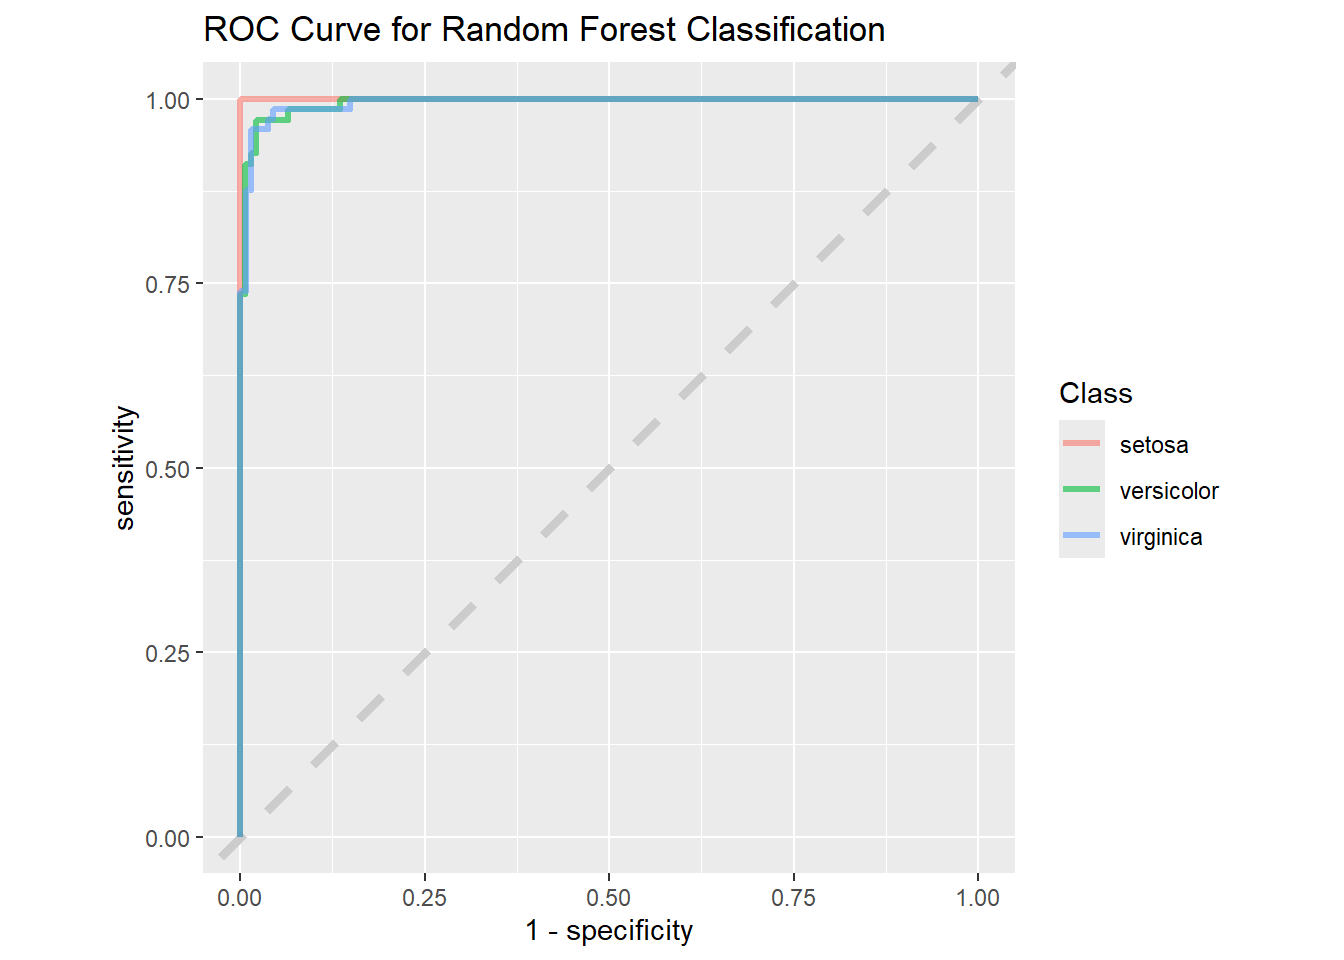 ROC Curve for Random Forest Classification
1.00
0.75
0.50
0.25
0.00
sensitivity
0.00 0.25 0.50 0.75 1.00
1 - specificity
Class
setosa
versicolor
virginica